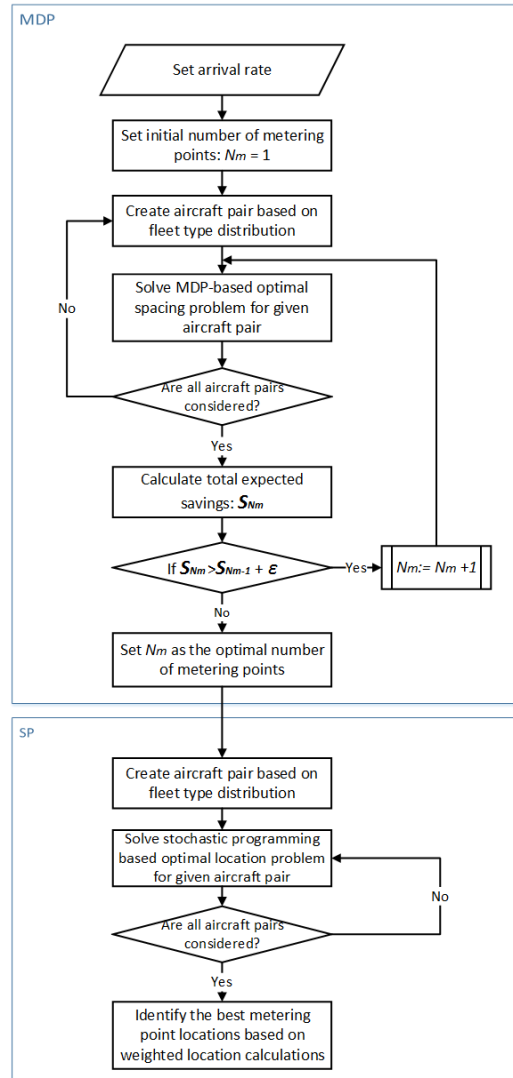 MDP
Set arrival rate
Set initial number of metering
points: Nm = 1
Create aircraft pair based on
fleet type distribution
No
Solve MDP-based optimal
spacing problem for given
aircraft pair
Are all aircraft pairs
considered?
Yes
Calculate total expected
savings: SNm
If SNm>SNm-1 + ε
Yes
Nm:= Nm +1
No
Set Nm as the optimal number
of metering points
SP
Create aircraft pair based on
fleet type distribution
Solve stochastic programming
based optimal location problem
for given aircraft pair
No
Are all aircraft pairs
considered?
Yes
Identify the best metering
point locations based on
weighted location calculations